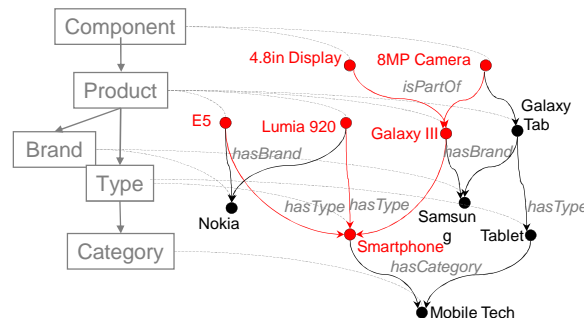 Component
4.8in Display
8MP Camera
isPartOf
Product
Galaxy
Tab
E5
Lumia 920
Galaxy III
Brand
hasBrand
hasBrand
Type
hasType
hasType
hasType
Nokia
Samsun
g
Tablet
Smartphone
Category
hasCategory
Mobile Tech